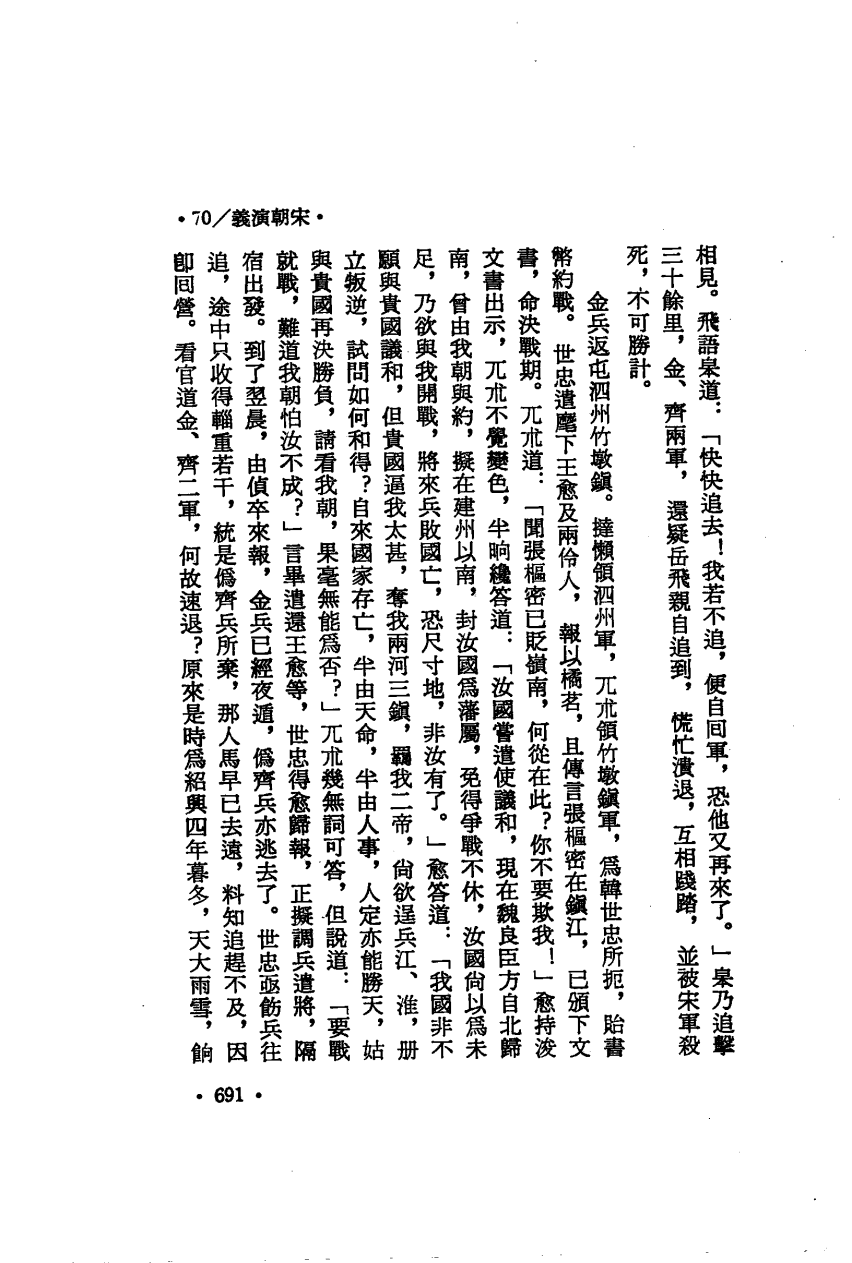 •70／義演朝宋•
相見。飛語臯道：「快快追去！我若不追，便自回軍，恐他又再來了。」臯乃追擊
三十餘里，金、齊兩軍，還疑岳飛親自追到，慌忙潰退，互相踐踏，並被宋軍殺
死，不可勝計。
金兵返屯泗州竹墩鎭。撻懶領泗州軍，兀朮領竹墩鎭軍，爲韓世忠所扼，貽書
幣約戰。世忠遣麾下王愈及兩伶人，報以橘茗，且傳言張樞密在鎭江，已頒下文
書，命決戰期。兀朮道：「聞張樞密已貶嶺南，何從在此？你不要欺我！」愈持浚
文書出示，兀朮不覺變色，半晌纔答道：「汝國嘗遣使議和，現在魏良臣方自北歸
南，曾由我朝與約，擬在建州以南，封汝國爲藩屬，免得爭戰不休，汝國尙以爲未
足，乃欲與我開戰，將來兵敗國亡，恐尺寸地，非汝有了。」愈答道：「我國非不
願與貴國議和，但貴國逼我太甚，奪我兩河三鎭，羈我二帝，尙欲逞兵江、淮，册
立叛逆，試問如何和得？自來國家存亡，半由天命，半由人事，人定亦能勝天，姑
與貴國再決勝負，請看我朝，果毫無能爲否？」兀朮幾無詞可答，但說道：「要戰
就戰，難道我朝怕汝不成？」言畢遣還王愈等，世忠得愈歸報，正擬調兵遣將，隔
宿出發。到了翌晨，由偵卒來報，金兵已經夜遁，僞齊兵亦逃去了。世忠亟飭兵往
追，途中只收得輜重若干，統是僞齊兵所棄，那人馬早已去遠，料知追趕不及，因
卽回營。看官道金、齊二軍，何故速退？原來是時爲紹興四年暮冬，天大雨雪，餉
•691•